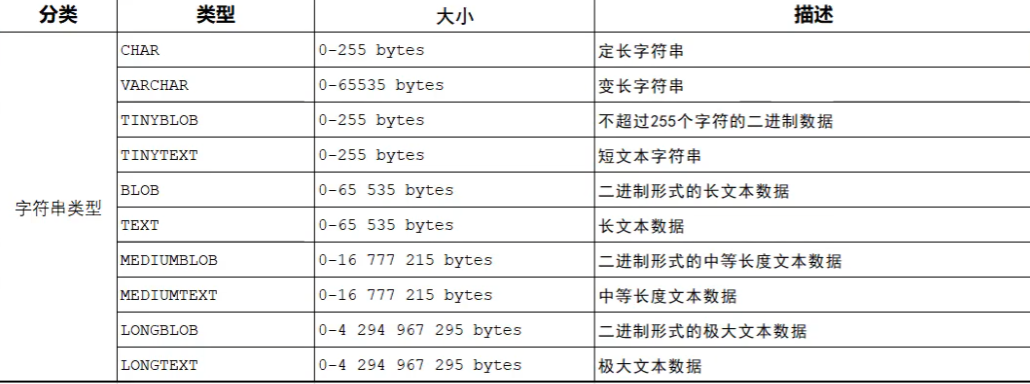 分类 类型 大小 描述
CHAR 0-255 bytes 定长字符串
VARCHAR 0-65535 bytes 变长字符串
TINYBLOB 0-255 bytes 不超过255个字符的二进制数据
TINYTEXT 0-255 bytes 短文本字符串
BLOB 0-65 535 bytes 二进制形式的长文本数据
字符串类型
TEXT 0-65 535 bytes 长文本数据
MEDIUMBLOB 0-16 777 215 bytes 二进制形式的中等长度文本数据
MEDIUMTEXT 0-16 777 215 bytes 中等长度文本数据
LONGBLOB 0-4 294 967 295 bytes 二进制形式的极大文本数据
LONGTEXT 0-4 294 967 295 bytes 极大文本数据